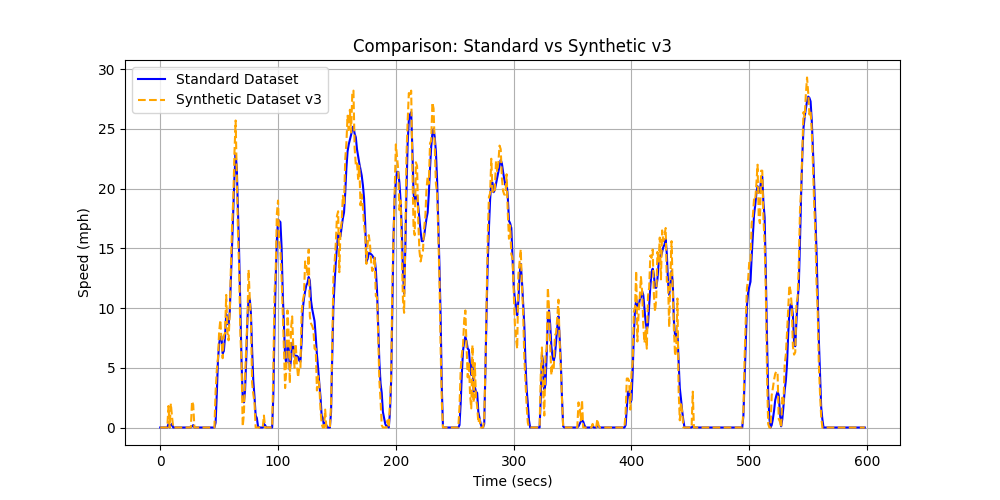 Comparison: Standard vs Synthetic v3
Standard Dataset
Synthetic Dataset v3
Speed (mph)
30
25
20
15
10
5
0
0 100 200 300 400 500 600
Time (secs)